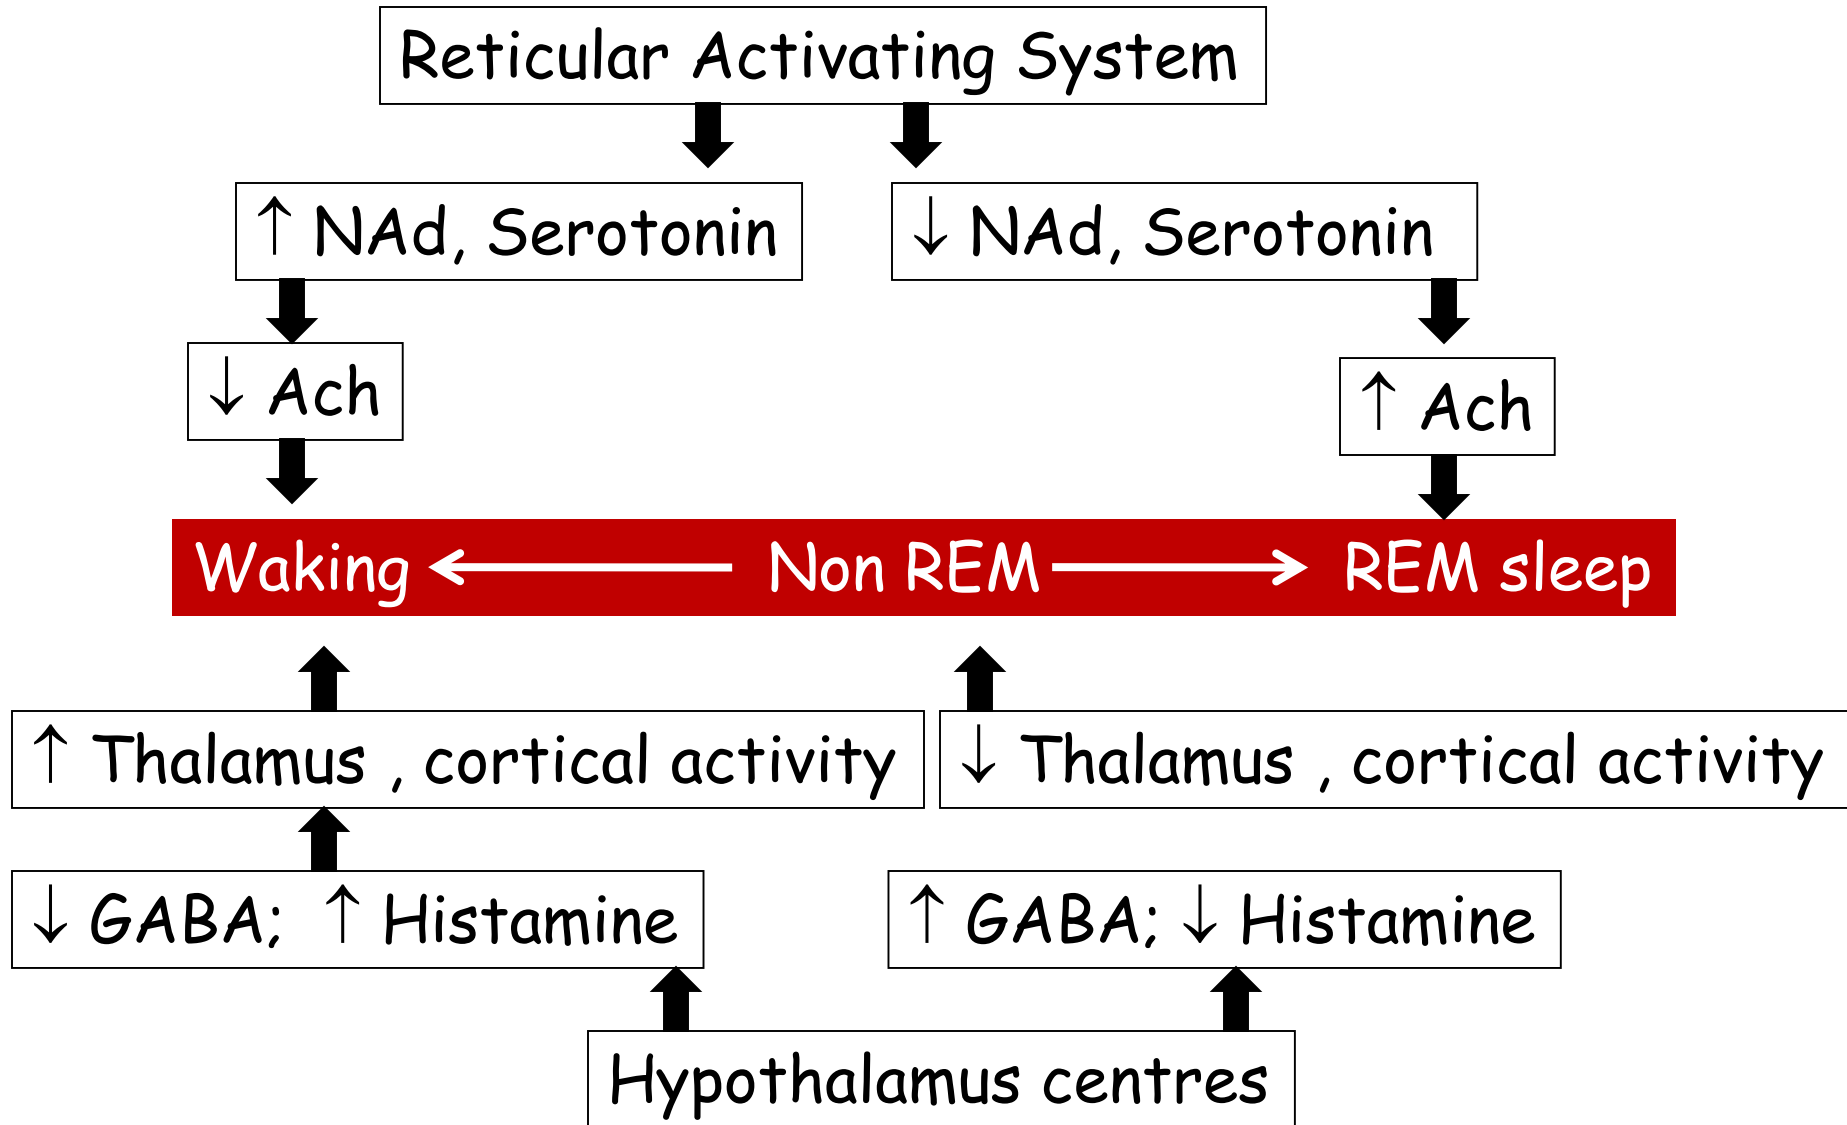 Reticular Activating System
↑ NAd, Serotonin
↓ NAd, Serotonin
↓ Ach
↑ Ach
Waking Non REM REM sleep
↑ Thalamus , cortical activity
↓ Thalamus , cortical activity
↓ GABA; ↑ Histamine
↑ GABA; ↓ Histamine
Hypothalamus centres